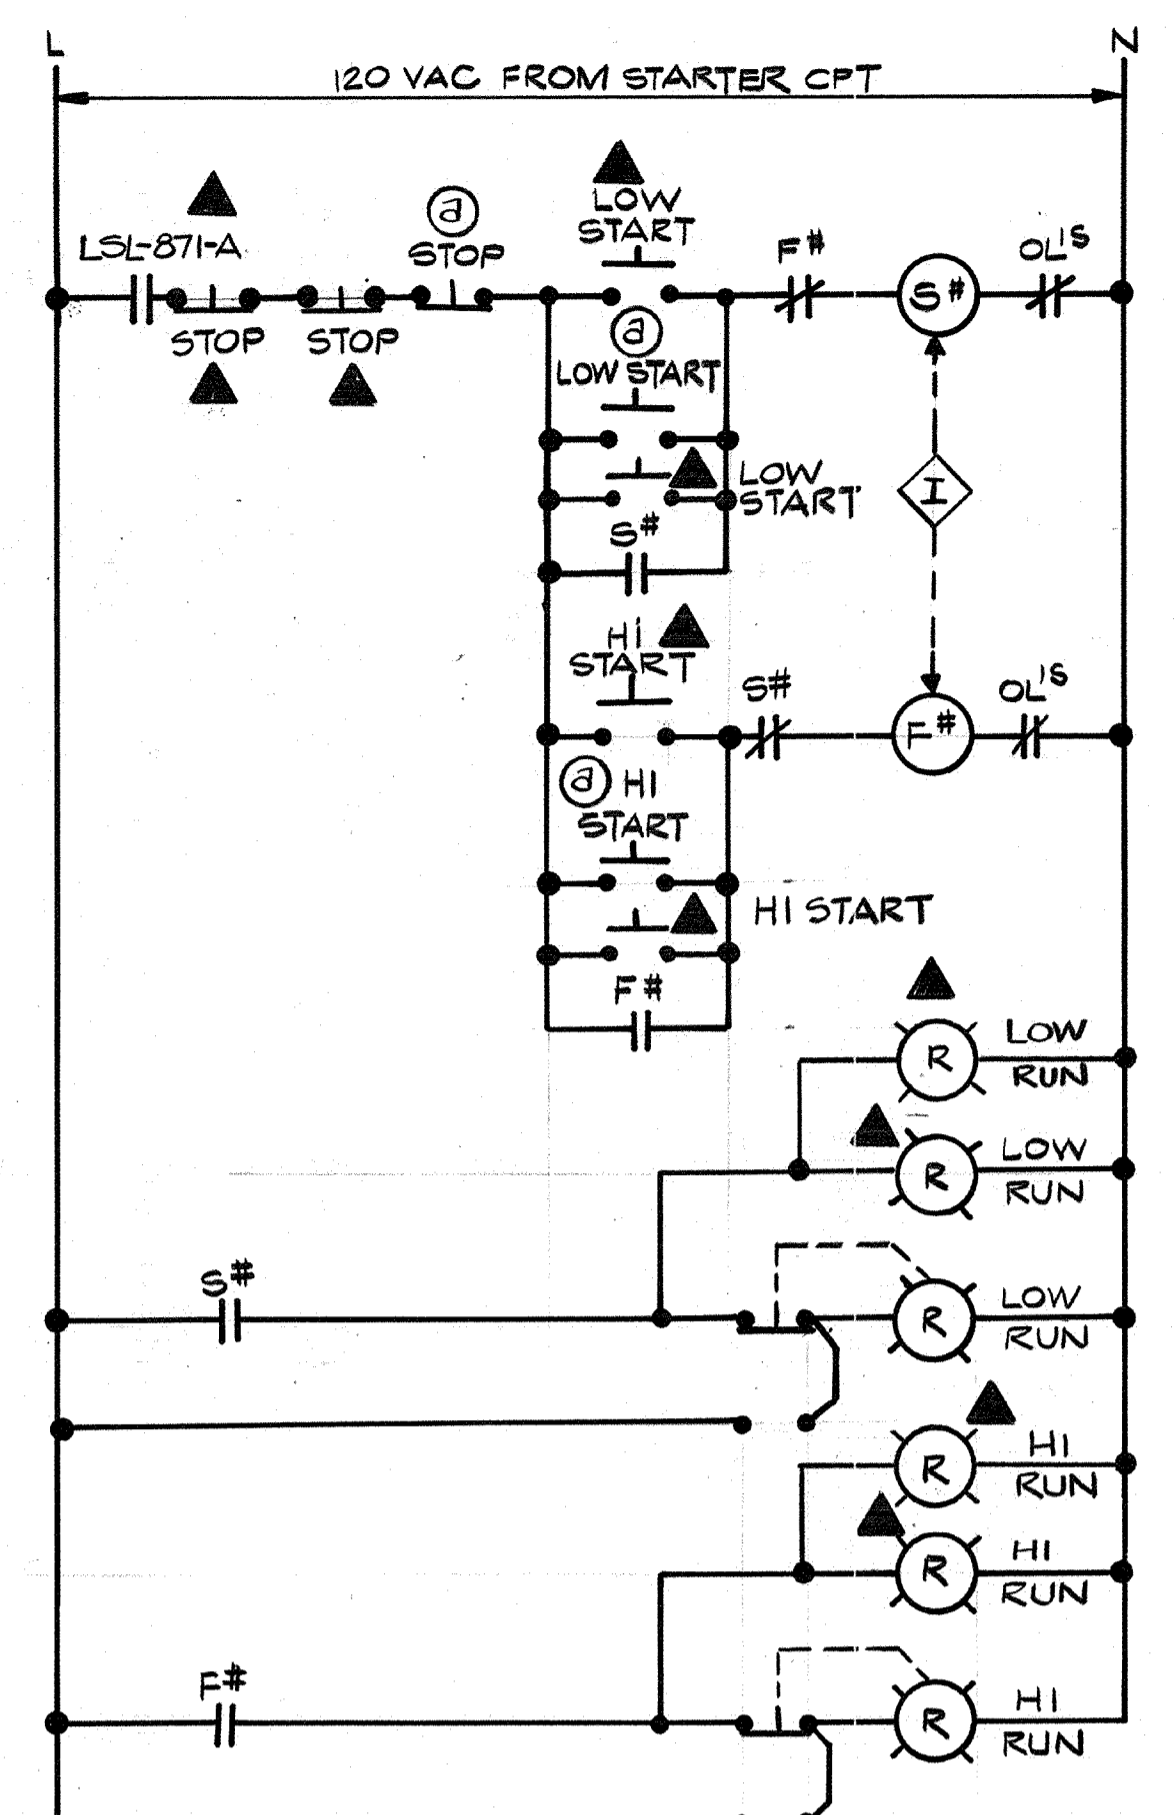 L
N
120 VAC FROM STARTER CPT
LOW
START
a
STOP
LSL-871-A
F#
S#
OL'S
STOP
STOP
a
LOW START
LOW
START
S#
I
Hi
START
S#
F#
OL'S
a HI
START
HI START
F#
R
LOW
RUN
R
LOW
RUN
S#
R
LOW
RUN
R
HI
RUN
R
HI
RUN
F#
R
HI
RUN